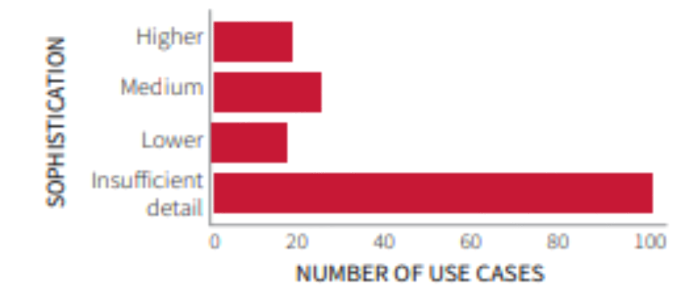 SOPHISTICATION
Higher
Medium
Lower
Insufficient
detail
0 20 40 60 80 100
NUMBER OF USE CASES